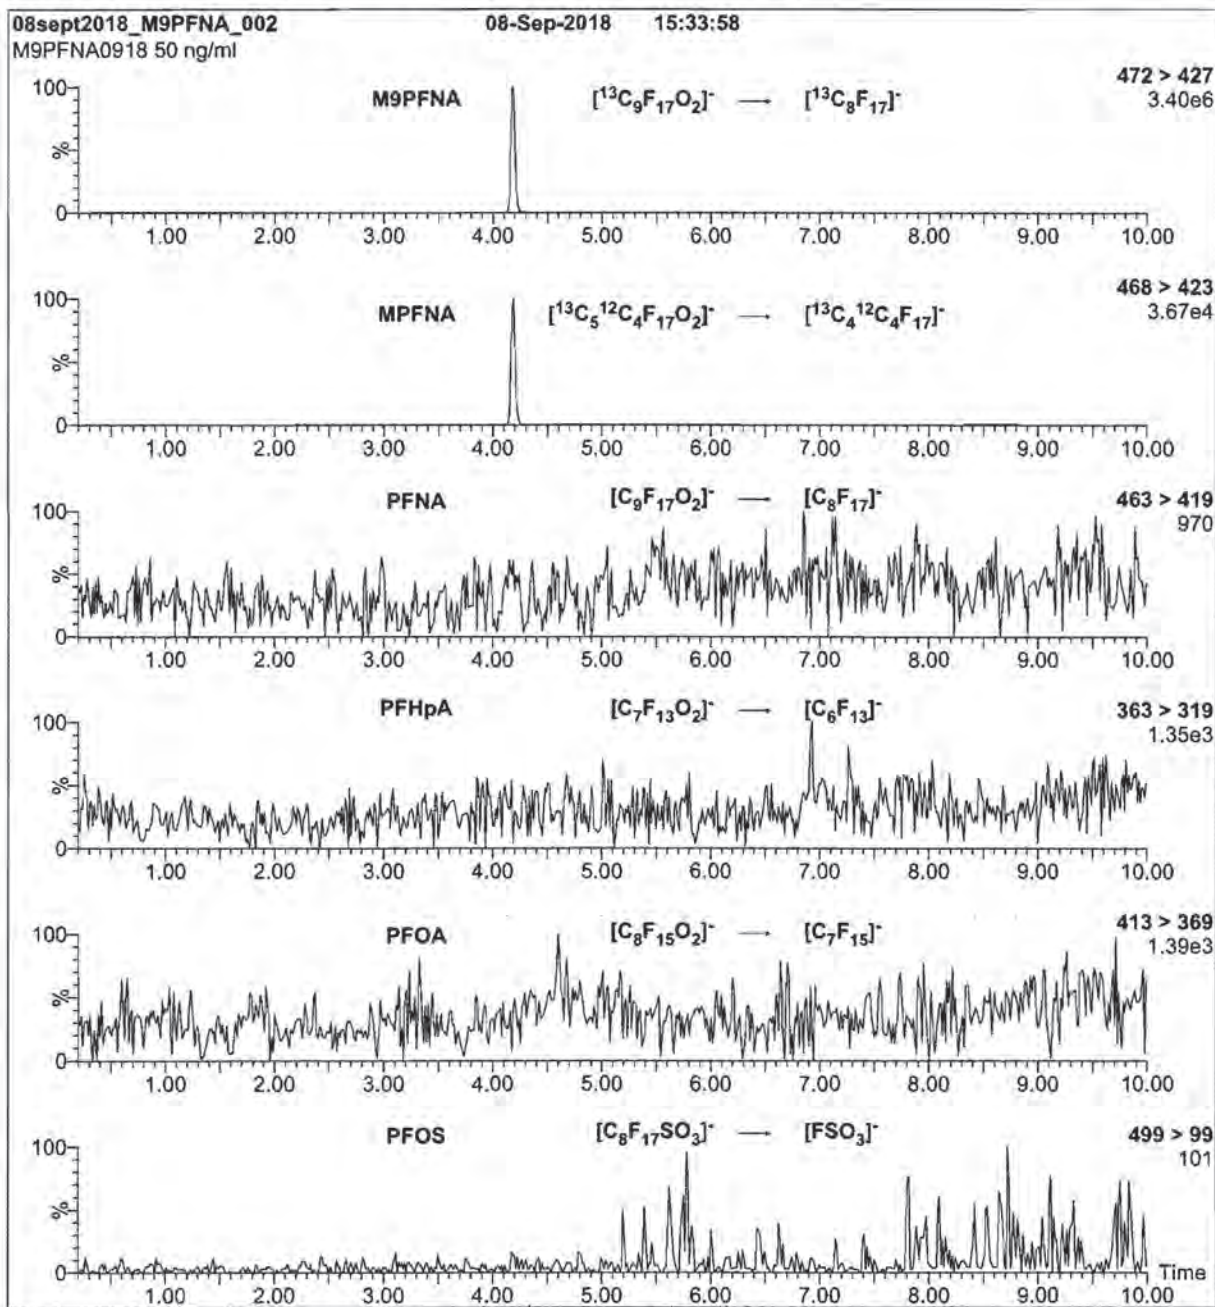 08sept2018_M9PFNA_002 08-Sep-2018 15:33:58
M9PFNA0918 50 ng/ml
472 > 427
3.40e6
M9PFNA [¹³C₉F₁₇O₂]⁻ → [¹³C₈F₁₇]⁻
100
%
0
1.00 2.00 3.00 4.00 5.00 6.00 7.00 8.00 9.00 10.00
468 > 423
3.67e4
MPFNA [¹³C₅¹²C₄F₁₇O₂]⁻ → [¹³C₄¹²C₄F₁₇]⁻
100
%
0
1.00 2.00 3.00 4.00 5.00 6.00 7.00 8.00 9.00 10.00
PFNA [C₉F₁₇O₂]⁻ → [C₈F₁₇]⁻ 463 > 419
970
100
%
0
1.00 2.00 3.00 4.00 5.00 6.00 7.00 8.00 9.00 10.00
PFHpA [C₇F₁₃O₂]⁻ → [C₆F₁₃]⁻ 363 > 319
1.35e3
100
%
0
1.00 2.00 3.00 4.00 5.00 6.00 7.00 8.00 9.00 10.00
PFOA [C₈F₁₅O₂]⁻ → [C₇F₁₅]⁻ 413 > 369
1.39e3
100
%
0
1.00 2.00 3.00 4.00 5.00 6.00 7.00 8.00 9.00 10.00
PFOS [C₈F₁₇SO₃]⁻ → [FSO₃]⁻ 499 > 99
101
100
%
0
Time
1.00 2.00 3.00 4.00 5.00 6.00 7.00 8.00 9.00 10.00